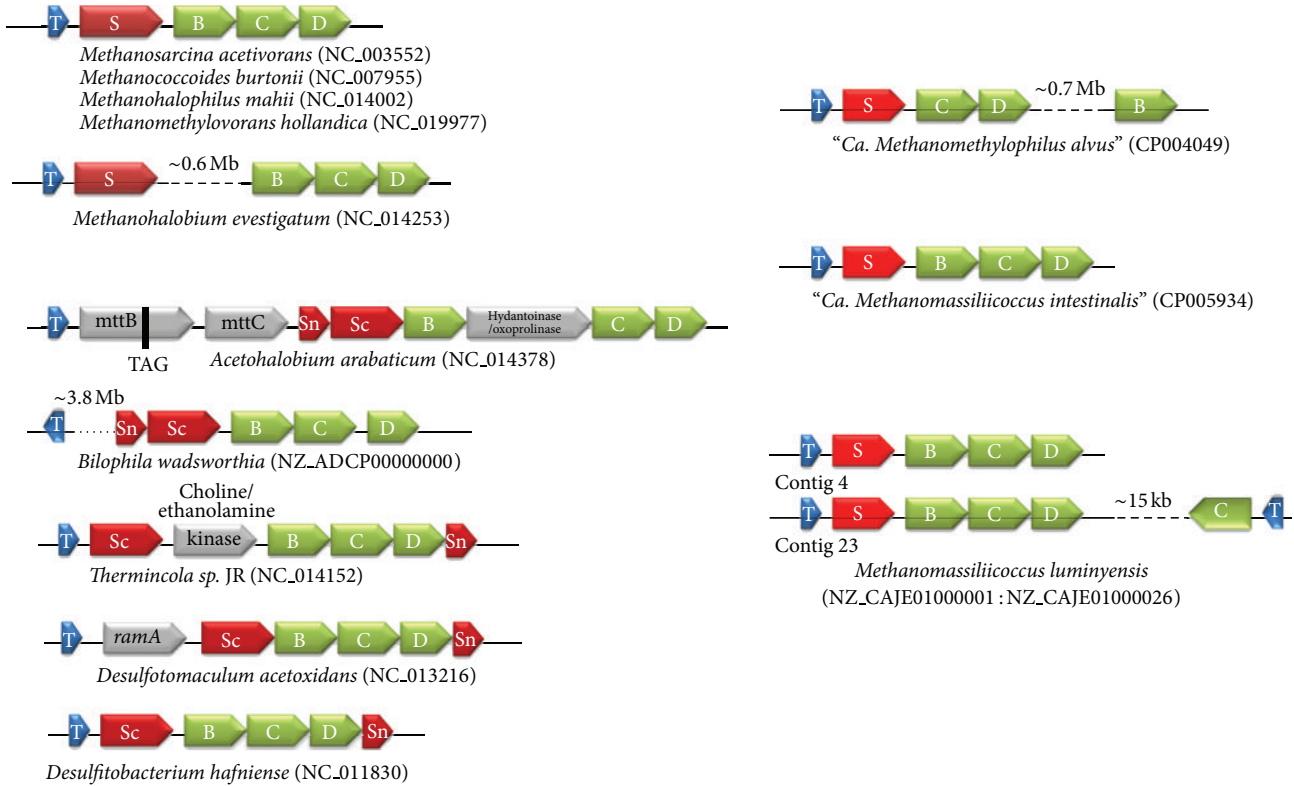 T S B C D
Methanosarcina acetivorans (NC_003552)
Methanococcoides burtonii (NC_007955)
Methanohalophilus mahii (NC_014002)
Methanomethylovorans hollandica (NC_019977)
~0.6 Mb
T S B C D
Methanohalobium evestigatum (NC_014253)
T mttB mttC Sn Sc B Hydantoinase C D
/oxoprolinase
TAG
Acetohalobium arabaticum (NC_014378)
~3.8 Mb
T Sn Sc B C D
Bilophila wadsworthia (NZ_ADCP00000000)
Choline/
ethanolamine
T Sc kinase B C D Sn
Thermincola sp. JR (NC_014152)
T ramA Sc B C D Sn
Desulfotomaculum acetoxidans (NC_013216)
T Sc B C D Sn
Desulfitobacterium hafniense (NC_011830)
~0.7 Mb
T S C D B
"Ca. Methanomethylophilus alvus" (CP004049)
T S B C D
"Ca. Methanomassiliicoccus intestinalis" (CP005934)
T S B C D
Contig 4
~15 kb
T S B C D C T
Contig 23
Methanomassiliicoccus luminyensis
(NZ_CAJE01000001 : NZ_CAJE01000026)